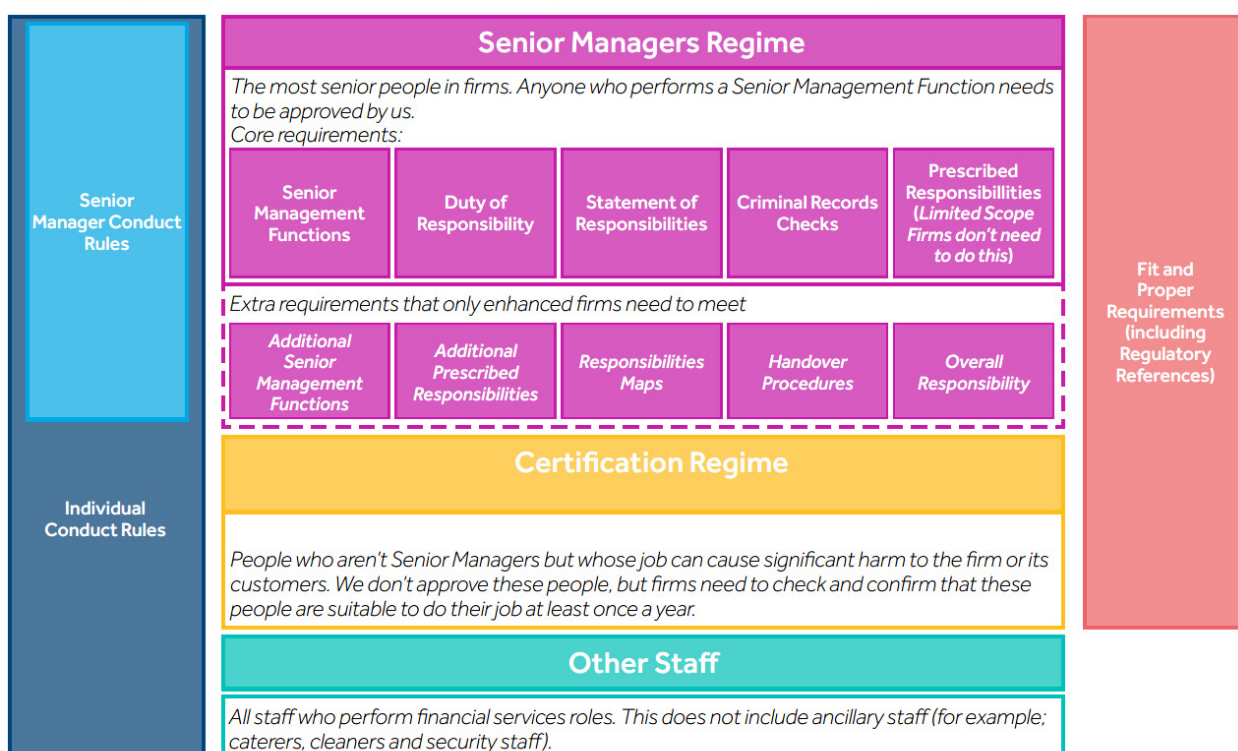 Senior
Manager Conduct
Rules
Individual
Conduct Rules
Senior Managers Regime
The most senior people in firms. Anyone who performs a Senior Management Function needs
to be approved by us.
Core requirements:
Senior
Management
Functions
Duty of
Responsibility
Statement of
Responsibilities
Criminal Records
Checks
Prescribed
Responsibillities
(Limited Scope
Firms don't need
to do this)
Extra requirements that only enhanced firms need to meet
Additional
Senior
Management
Functions
Additional
Prescribed
Responsibilities
Responsibilities
Maps
Handover
Procedures
Overall
Responsibility
Certification Regime
People who aren't Senior Managers but whose job can cause significant harm to the firm or its
customers. We don't approve these people, but firms need to check and confirm that these
people are suitable to do their job at least once a year.
Other Staff
All staff who perform financial services roles. This does not include ancillary staff (for example;
caterers, cleaners and security staff).
Fit and
Proper
Requirements
(including
Regulatory
References)